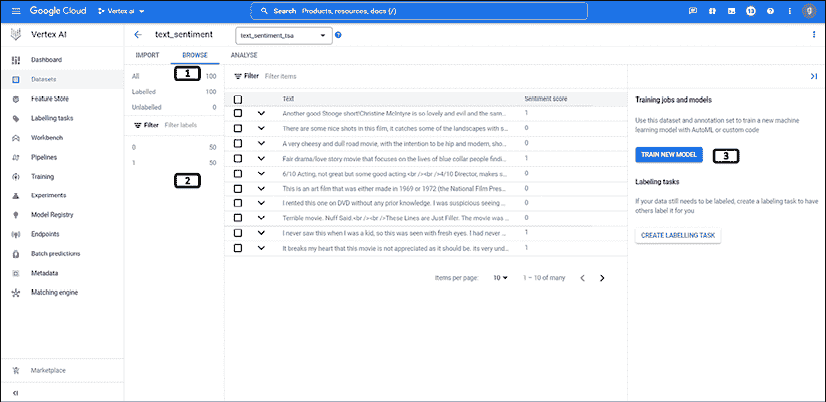 Google Cloud
Vertex ai
Search Products, resources, docs (/)
13
Vertex AI
text_sentiment
text_sentiment_tsa
IMPORT
BROWSE
ANALYSE
Dashboard
Datasets
Feature Store
Labelling tasks
Workbench
Pipelines
Training
Experiments
Model Registry
Endpoints
Batch predictions
Metadata
Matching engine
Marketplace
All 100
1
Labelled 100
Unlabelled 0
Filter Filter labels
0 50
1 50
2
Filter Filter items
Text Sentiment score
Another good Stooge short!Christine McIntyre is so lovely and evil and the sam... 1
There are some nice shots in this film, it catches some of the landscapes with s... 0
A very cheesy and dull road movie, with the intention to be hip and modern, sho... 0
Fair drama/love story movie that focuses on the lives of blue collar people findi... 1
6/10 Acting, not great but some good acting.<br /><br />4/10 Director, makes s... 0
This is an art film that was either made in 1969 or 1972 (the National Film Pres... 0
I rented this one on DVD without any prior knowledge. I was suspicious seeing ... 0
Terrible movie. Nuff Said.<br /><br />These Lines are Just Filler. The movie was ... 0
I never saw this when I was a kid, so this was seen with fresh eyes. I had never ... 1
It breaks my heart that this movie is not appreciated as it should be. its very und... 1
Items per page: 10 1 – 10 of many
Training jobs and models
Use this dataset and annotation set to train a new machine
learning model with AutoML or custom code
TRAIN NEW MODEL
3
Labeling tasks
If your data still needs to be labeled, create a labeling task to have
others label it for you
CREATE LABELLING TASK